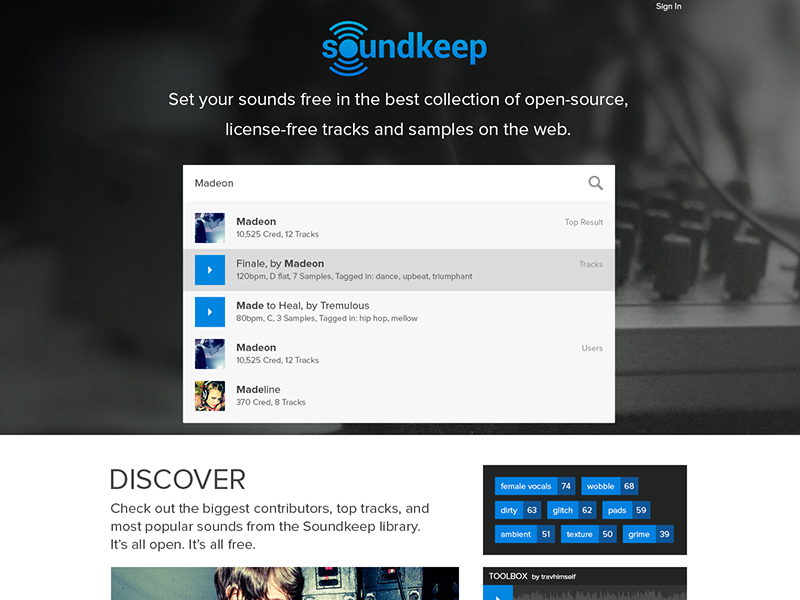 Sign In
soundkeep
Set your sounds free in the best collection of open-source,
license-free tracks and samples on the web.
Madeon
Madeon
Top Result
10,525 Cred, 12 Tracks
Finale, by Madeon
Tracks
120bpm, D flat, 7 Samples, Tagged in: dance, upbeat, triumphant
Made to Heal, by Tremulous
80bpm, C, 3 Samples, Tagged in: hip hop, mellow
Madeon
Users
10,525 Cred, 12 Tracks
Madeline
370 Cred, 8 Tracks
DISCOVER
Check out the biggest contributors, top tracks, and
most popular sounds from the Soundkeep library.
It's all open. It's all free.
female vocals 74 wobble 68
dirty 63 glitch 62 pads 59
ambient 51 texture 50 grime 39
TOOLBOX by travhimself